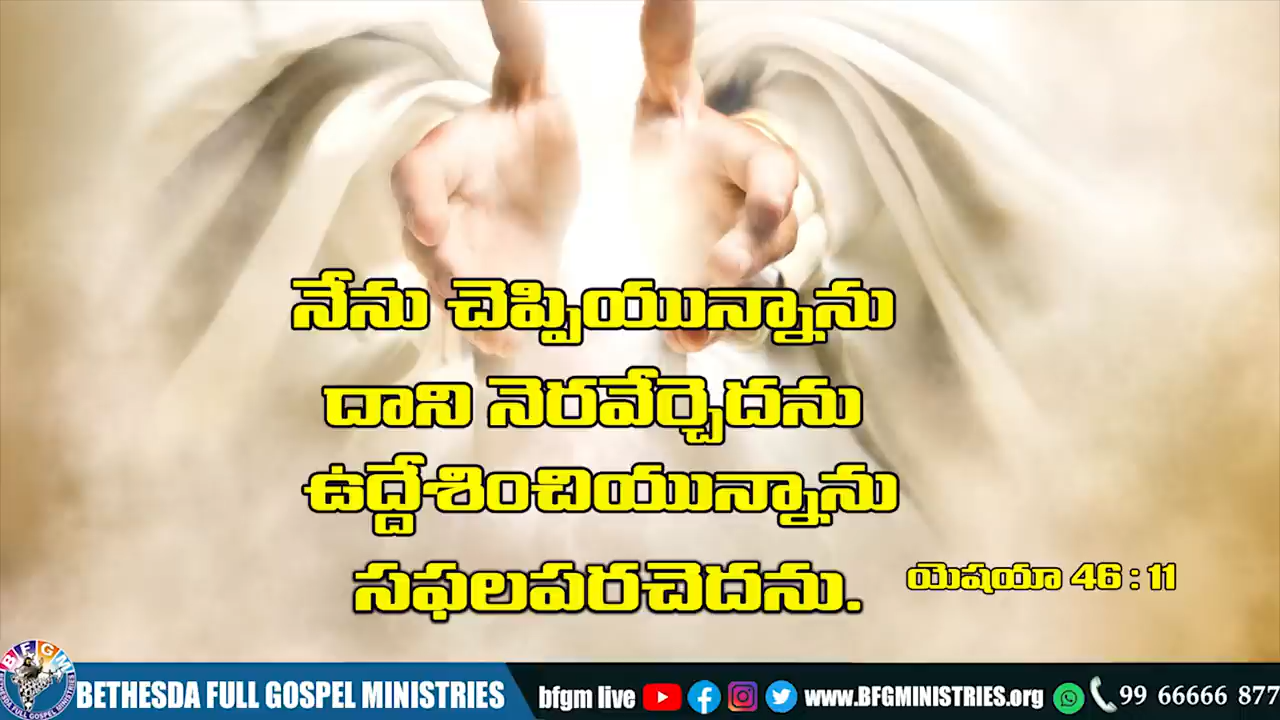 నేను చెప్పియున్నాను
దాని నెరవేర్చెదను
ఉద్దేశించియున్నాను
సఫలపరచెదను.
యెషయా 46 : 11
BFGM
BETHESDA FULL GOSPEL MINISTRIES
bfgm live
www.BFGMINISTRIES.org
99 66666 877